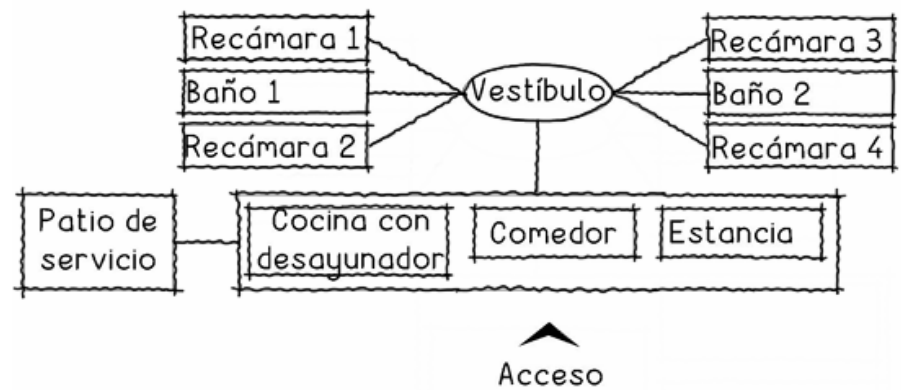 Recámara 1
Baño 1
Recámara 2
Vestíbulo
Recámara 3
Baño 2
Recámara 4
Patio de
servicio
Cocina con
desayunador
Comedor
Estancia
Acceso